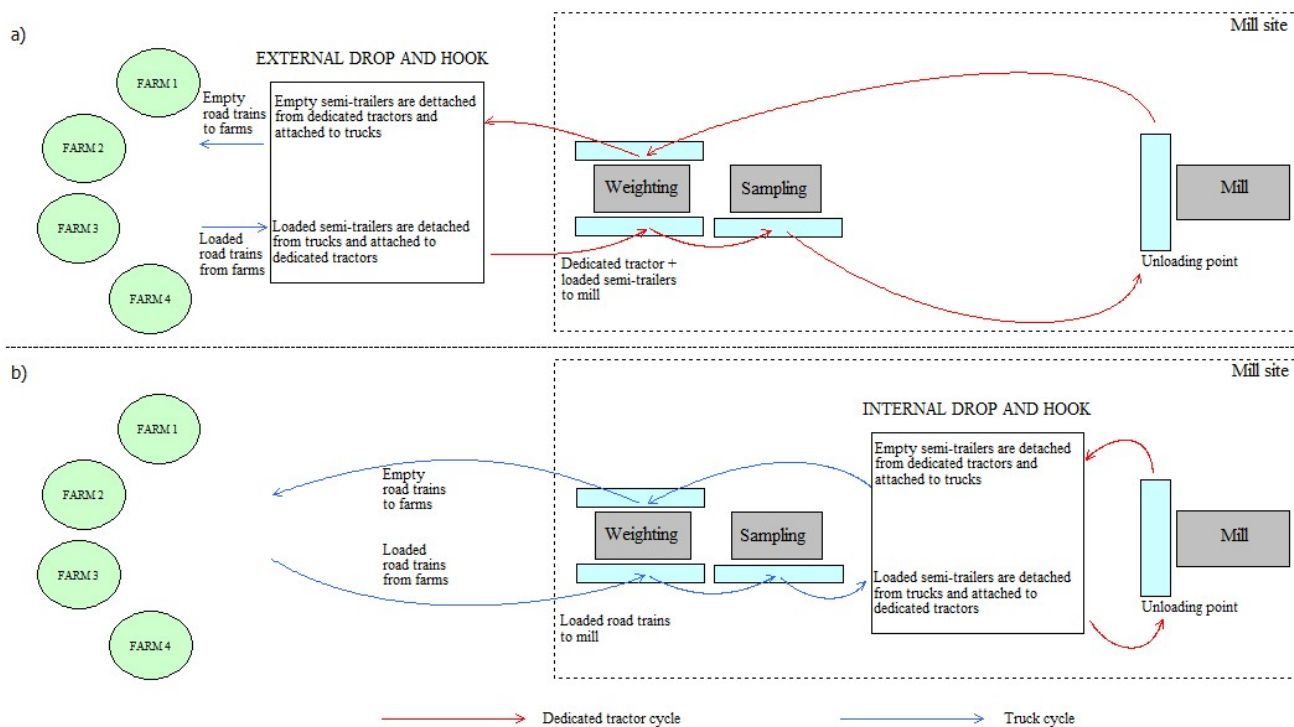 a)
Mill site
EXTERNAL DROP AND HOOK
FARM 1
Empty
road trains
to farms
Empty semi-trailers are dettached
from dedicated tractors and
attached to trucks
FARM 2
Weighting
Sampling
Mill
FARM 3
Loaded
road trains
from farms
Loaded semi-trailers are detached
from trucks and attached to
dedicated tractors
Dedicated tractor +
loaded semi-trailers
to mill
Unloading point
FARM 4
b)
Mill site
INTERNAL DROP AND HOOK
FARM 1
Empty
road trains
to farms
Empty semi-trailers are detached
from dedicated tractors and
attached to trucks
FARM 2
Weighting
Sampling
Mill
Loaded
road trains
from farms
FARM 3
Loaded semi-trailers are detached
from trucks and attached to
dedicated tractors
Loaded road trains
to mill
Unloading point
FARM 4
Dedicated tractor cycle
Truck cycle